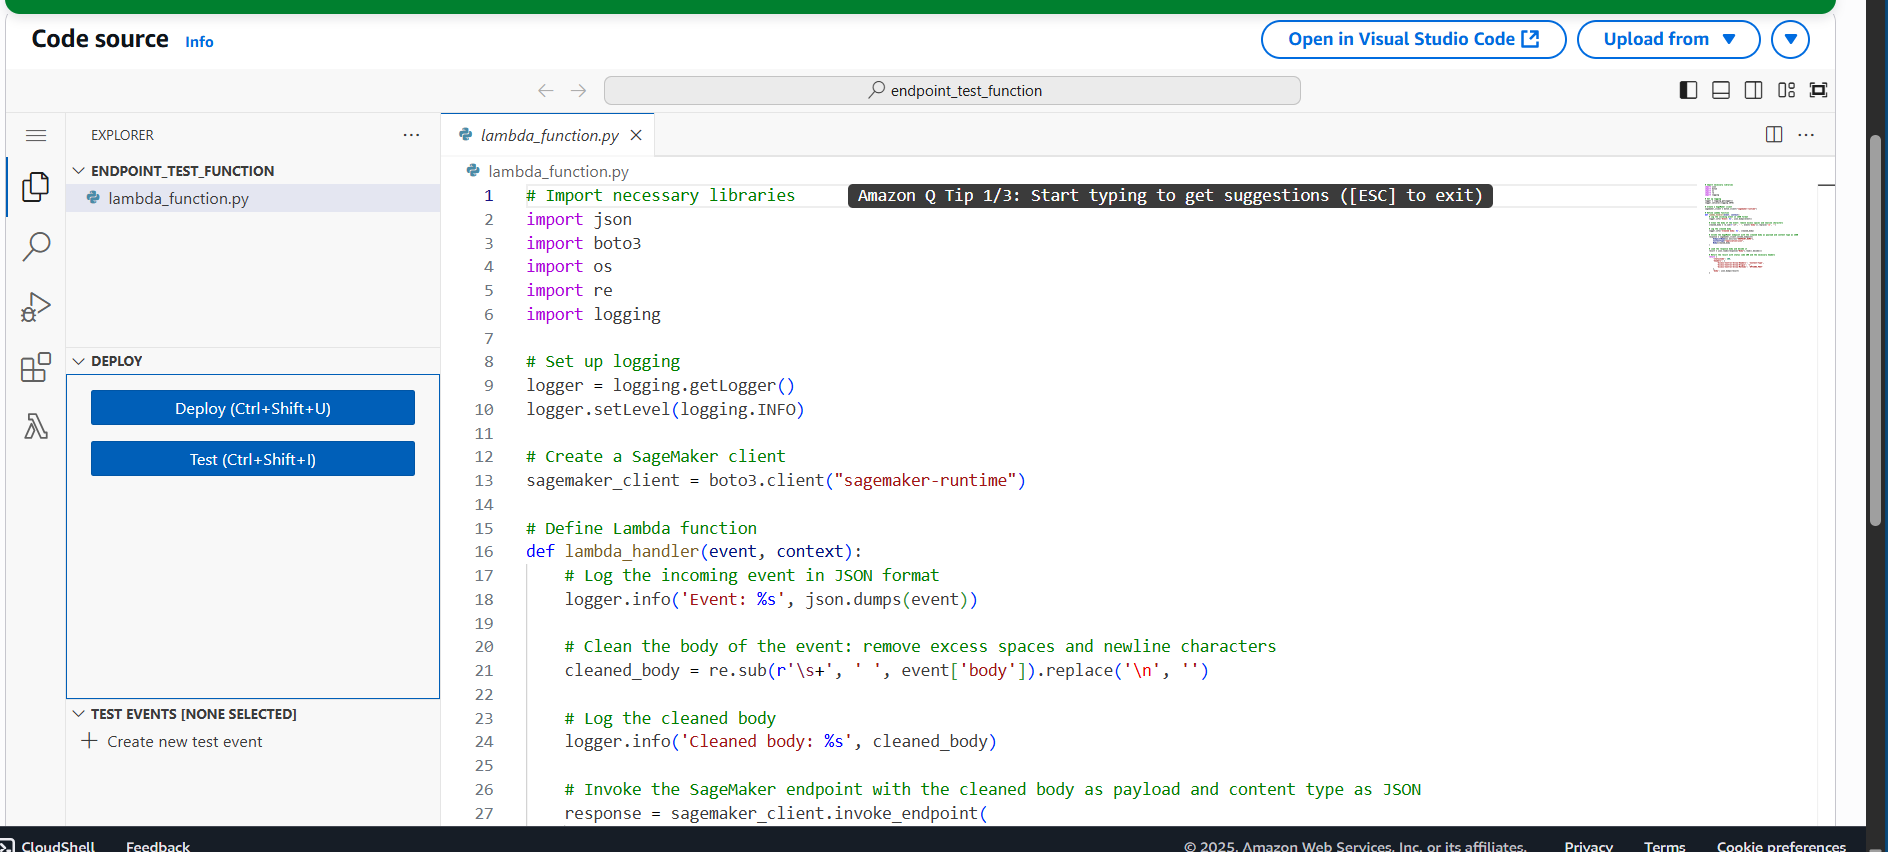 Code source Info
Open in Visual Studio Code
Upload from
endpoint_test_function
EXPLORER
ENDPOINT_TEST_FUNCTION
lambda_function.py
DEPLOY
Deploy (Ctrl+Shift+U)
Test (Ctrl+Shift+I)
TEST EVENTS [NONE SELECTED]
Create new test event
lambda_function.py
lambda_function.py
Amazon Q Tip 1/3: Start typing to get suggestions ([ESC] to exit)
1 # Import necessary libraries
2 import json
3 import boto3
4 import os
5 import re
6 import logging
7
8 # Set up logging
9 logger = logging.getLogger()
10 logger.setLevel(logging.INFO)
11
12 # Create a SageMaker client
13 sagemaker_client = boto3.client("sagemaker-runtime")
14
15 # Define Lambda function
16 def lambda_handler(event, context):
17 # Log the incoming event in JSON format
18 logger.info('Event: %s', json.dumps(event))
19
20 # Clean the body of the event: remove excess spaces and newline characters
21 cleaned_body = re.sub(r'\s+', ' ', event['body']).replace('\n', '')
22
23 # Log the cleaned body
24 logger.info('Cleaned body: %s', cleaned_body)
25
26 # Invoke the SageMaker endpoint with the cleaned body as payload and content type as JSON
27 response = sagemaker_client.invoke_endpoint(
CloudShell Feedback
© 2025, Amazon Web Services, Inc. or its affiliates. Privacy Terms Cookie preferences